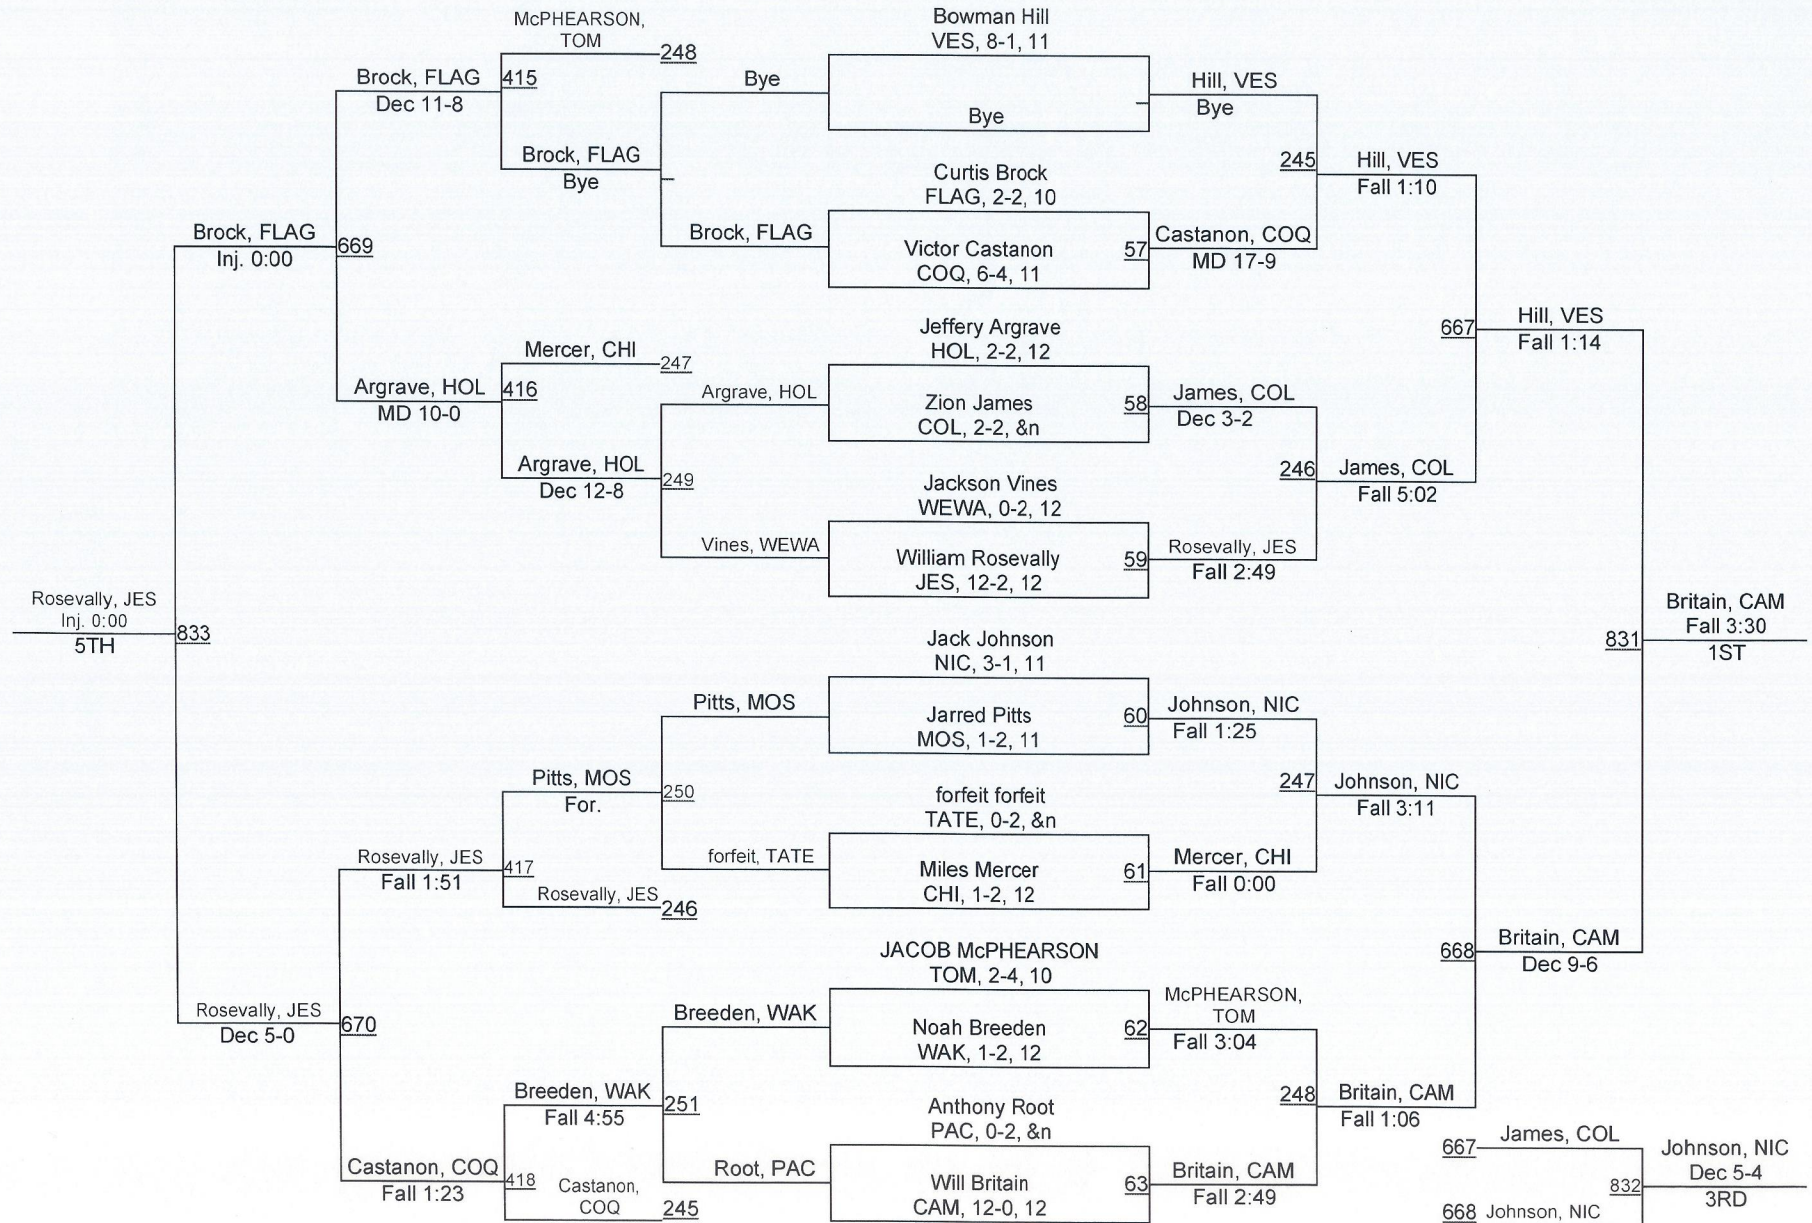 McPHEARSON,
TOM
248
Brock, FLAG
415
Dec 11-8
Brock, FLAG
Bye
Brock, FLAG
669
Inj. 0:00
Mercer, CHI
247
Argrave, HOL
416
MD 10-0
Argrave, HOL
249
Dec 12-8
Rosevally, JES
Inj. 0:00
833
5TH
Pitts, MOS
250
For.
Rosevally, JES
417
Fall 1:51
Rosevally, JES
246
Rosevally, JES
670
Dec 5-0
Breeden, WAK
251
Fall 4:55
Castanon, COQ
418
Fall 1:23
Castanon,
COQ
245
Bye
Brock, FLAG
Argrave, HOL
Vines, WEWA
Pitts, MOS
forfeit, TATE
Breeden, WAK
Root, PAC
Bowman Hill
VES, 8-1, 11
Bye
Curtis Brock
FLAG, 2-2, 10
Victor Castanon
57
COQ, 6-4, 11
Jeffery Argrave
HOL, 2-2, 12
Zion James
58
COL, 2-2, &n
Jackson Vines
WEWA, 0-2, 12
William Rosevally
59
JES, 12-2, 12
Jack Johnson
NIC, 3-1, 11
Jarred Pitts
60
MOS, 1-2, 11
forfeit forfeit
TATE, 0-2, &n
Miles Mercer
61
CHI, 1-2, 12
JACOB McPHEARSON
TOM, 2-4, 10
Noah Breeden
62
WAK, 1-2, 12
Anthony Root
PAC, 0-2, &n
Will Britain
63
CAM, 12-0, 12
Hill, VES
Bye
245
Hill, VES
Fall 1:10
Castanon, COQ
MD 17-9
667
Hill, VES
Fall 1:14
James, COL
Dec 3-2
246
James, COL
Fall 5:02
Rosevally, JES
Fall 2:49
831
Britain, CAM
Fall 3:30
1ST
Johnson, NIC
Fall 1:25
247
Johnson, NIC
Fall 3:11
Mercer, CHI
Fall 0:00
668
Britain, CAM
Dec 9-6
McPHEARSON,
TOM
Fall 3:04
248
Britain, CAM
Fall 1:06
Britain, CAM
Fall 2:49
667
James, COL
832
Johnson, NIC
Dec 5-4
3RD
668
Johnson, NIC